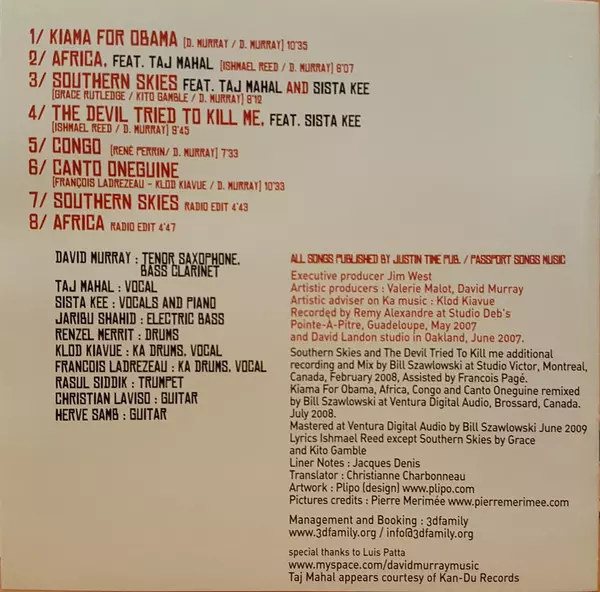 1/ KIAMA FOR OBAMA [D. MURRAY / D. MURRAY] 10'35
2/ AFRICA, FEAT. TAJ MAHAL [ISHMAEL REED / D. MURRAY] 8'07
3/ SOUTHERN SKIES FEAT. TAJ MAHAL AND SISTA KEE
[GRACE RUTLEDGE / KITO GAMBLE / D. MURRAY] 8'12
4/ THE DEVIL TRIED TO KILL ME, FEAT. SISTA KEE
[ISHMAEL REED / D. MURRAY] 9'45
5/ CONGO [RENÉ PERRIN/ D. MURRAY] 7'33
6/ CANTO ONEGUINE
[FRANÇOIS LADREZEAU - KLOD KIAVUE / D. MURRAY] 10'33
7/ SOUTHERN SKIES RADIO EDIT 4'43
8/ AFRICA RADIO EDIT 4'47
DAVID MURRAY : TENOR SAXOPHONE,
BASS CLARINET
TAJ MAHAL : VOCAL
SISTA KEE : VOCALS AND PIANO
JARIBU SHAHID : ELECTRIC BASS
RENZEL MERRIT : DRUMS
KLOD KIAVUE : KA DRUMS, VOCAL
FRANCOIS LADREZEAU : KA DRUMS, VOCAL
RASUL SIDDIK : TRUMPET
CHRISTIAN LAVISO : GUITAR
HERVE SAMB : GUITAR
ALL SONGS PUBLISHED BY JUSTIN TIME PUB. / PASSPORT SONGS MUSIC
Executive producer Jim West
Artistic producers : Valerie Malot, David Murray
Artistic adviser on Ka music : Klod Kiavue
Recorded by Remy Alexandre at Studio Deb's
Pointe-A-Pitre, Guadeloupe, May 2007
and David Landon studio in Oakland, June 2007.
Southern Skies and The Devil Tried To Kill me additional
recording and Mix by Bill Szawlowski at Studio Victor, Montreal,
Canada, February 2008, Assisted by Francois Pagé.
Kiama For Obama, Africa, Congo and Canto Oneguine remixed
by Bill Szawlowski at Ventura Digital Audio, Brossard, Canada.
July 2008.
Mastered at Ventura Digital Audio by Bill Szawlowski June 2009
Lyrics Ishmael Reed except Southern Skies by Grace
and Kito Gamble
Liner Notes : Jacques Denis
Translator : Christianne Charbonneau
Artwork : Plipo (design) www.plipo.com
Pictures credits : Pierre Merimée www.pierremerimee.com
Management and Booking : 3dfamily
www.3dfamily.org / info@3dfamily.org
special thanks to Luis Patta
www.myspace.com/davidmurraymusic
Taj Mahal appears courtesy of Kan-Du Records